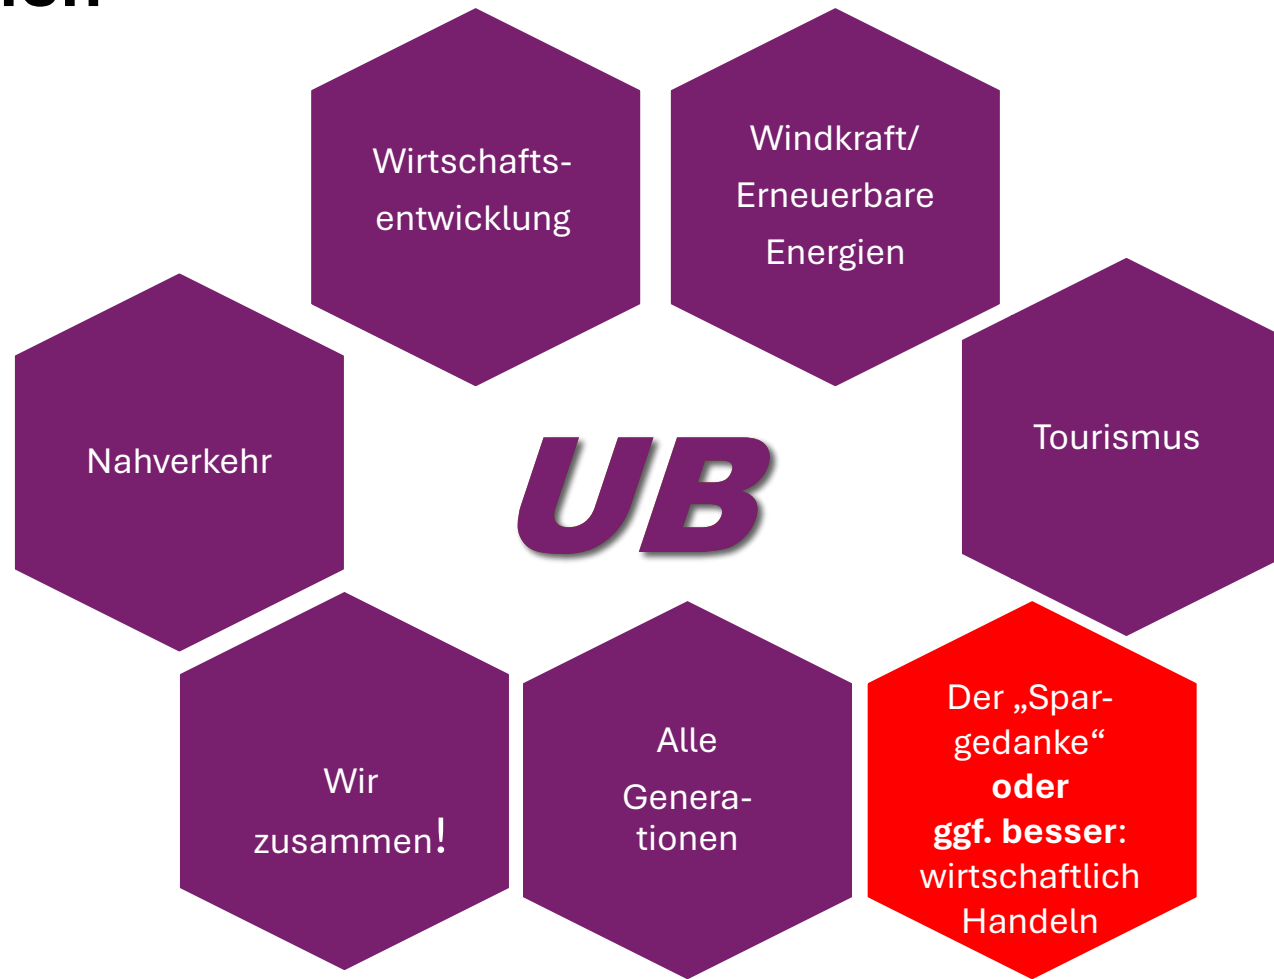 Wirtschafts-
entwicklung
Windkraft/
Erneuerbare
Energien
Nahverkehr
UB
Tourismus
Wir
zusammen!
Alle
Genera-
tionen
Der „Spar-
gedanke“
oder
ggf. besser:
wirtschaftlich
Handeln